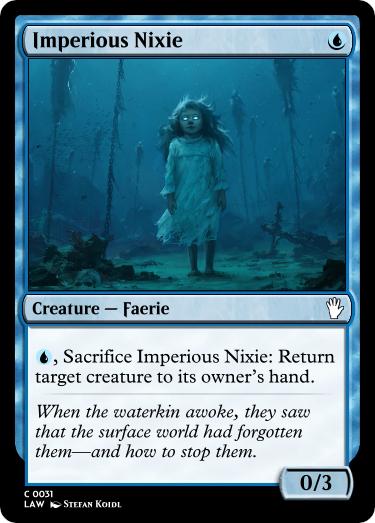 Imperious Nixie
Creature — Faerie
, Sacrifice Imperious Nixie: Return
target creature to its owner's hand.
When the waterkin awoke, they saw
that the surface world had forgotten
them—and how to stop them.
0/3
C 0031
LAW Stefan Koidl